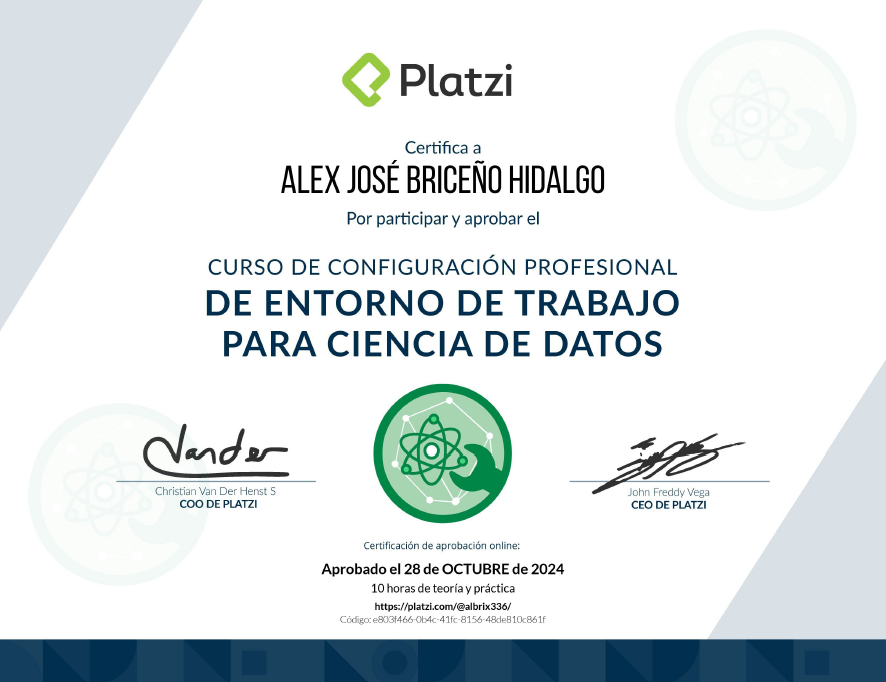 Platzi
Certifica a
ALEX JOSÉ BRICEÑO HIDALGO
Por participar y aprobar el
CURSO DE CONFIGURACIÓN PROFESIONAL
DE ENTORNO DE TRABAJO
PARA CIENCIA DE DATOS
Vander
Christian Van Der Henst S
COO DE PLATZI
John Freddy Vega
CEO DE PLATZI
Certificación de aprobación online:
Aprobado el 28 de OCTUBRE de 2024
10 horas de teoría y práctica
https://platzi.com/@albrix336/
Código: e803f466-0b4c-41fc-8156-48de810c861f